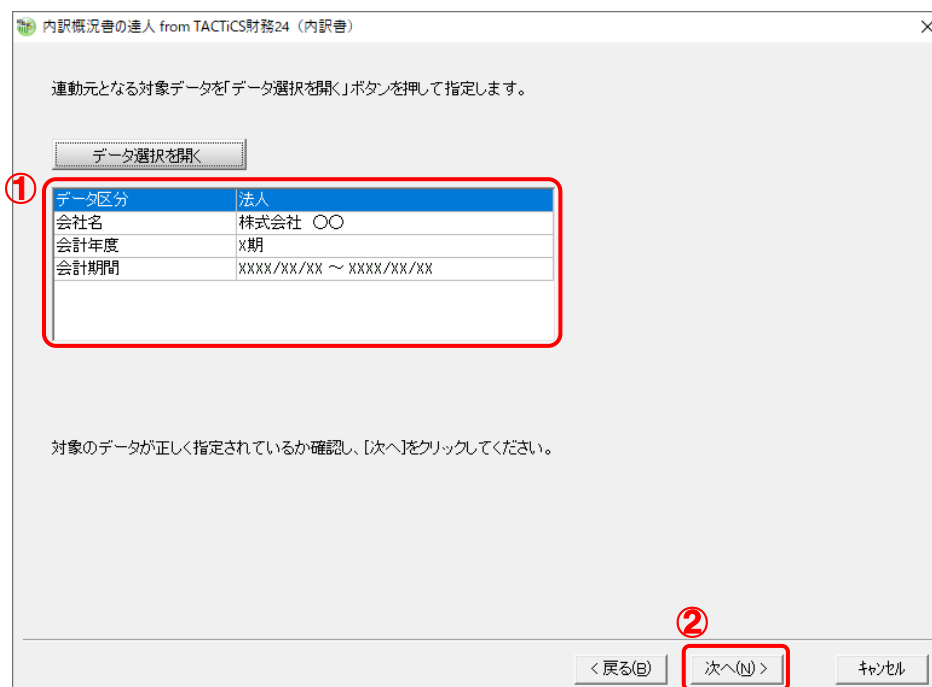 内訳概況書の達人 from TACTiCS財務24（内訳書）
連動元となる対象データを「データ選択を開く」ボタンを押して指定します。
データ選択を開く
①
データ区分 法人
会社名 株式会社 〇〇
会計年度 X期
会計期間 XXXX/XX/XX ～ XXXX/XX/XX
対象のデータが正しく指定されているか確認し、[次へ]をクリックしてください。
②
< 戻る(B) 次へ(N) > キャンセル